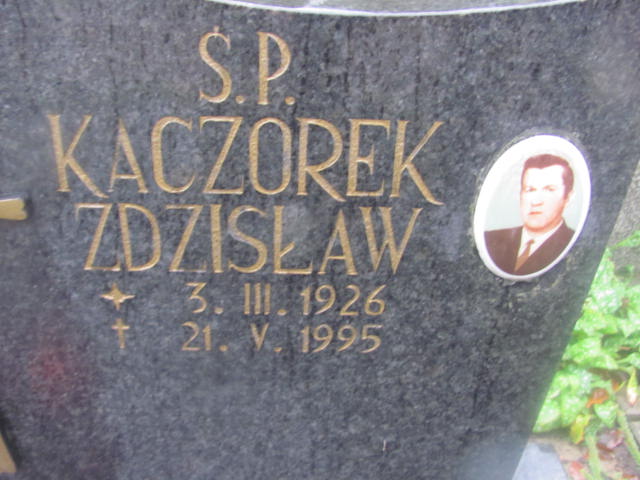 Ś.P.
KACZOREK
ZDZISŁAW
3. III. 1926
21. V. 1995